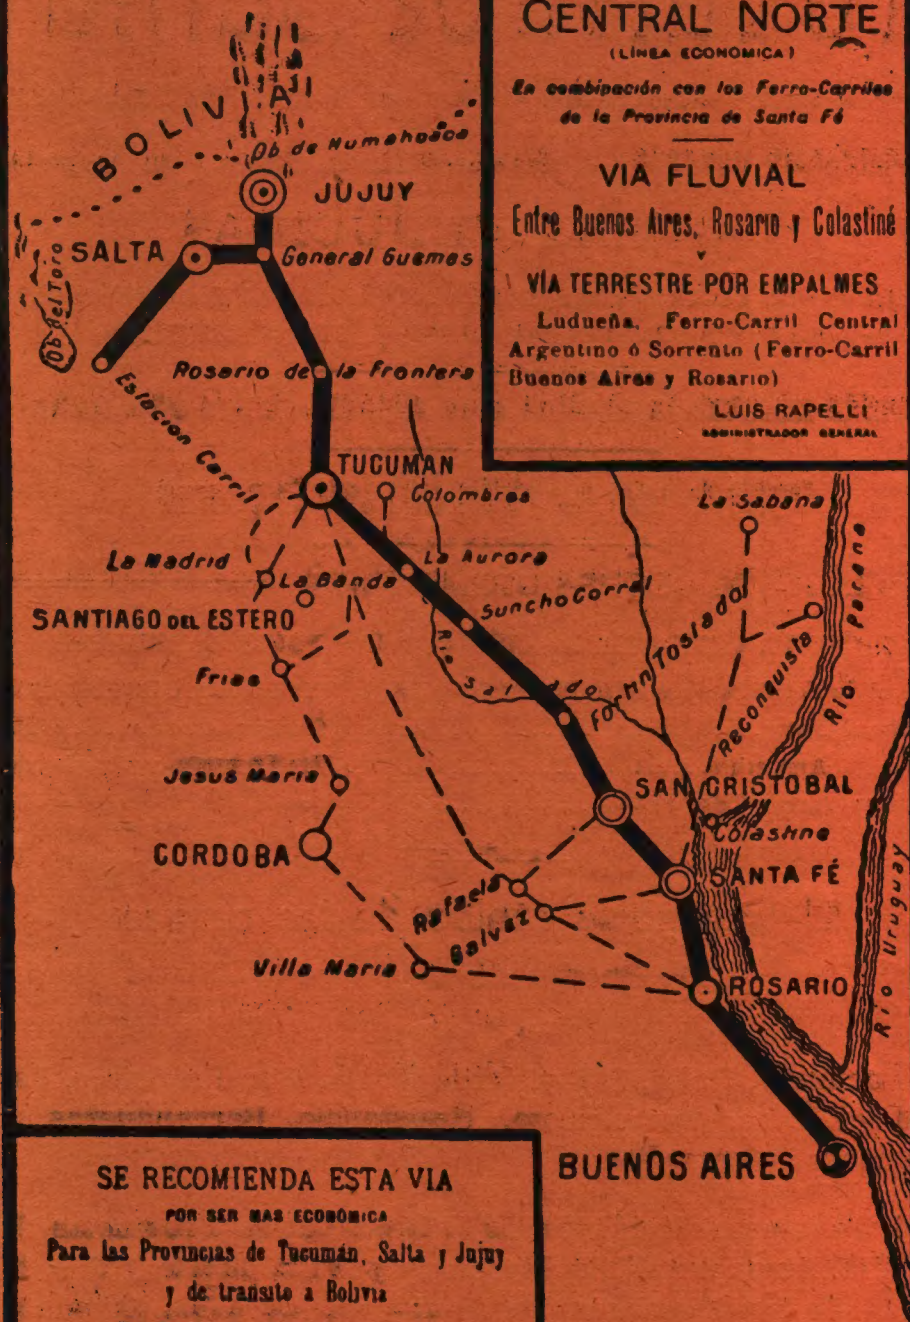 CENTRAL NORTE
(LÍNEA ECONOMICA)
En combinación con los Ferro-Carriles
de la Provincia de Santa Fé
VIA FLUVIAL
Entre Buenos Aires, Rosario y Colastiné
Y
VÍA TERRESTRE POR EMPALMES
Ludueña, Ferro-Carril Central
Argentino ó Sorrento (Ferro-Carril
Buenos Aires y Rosario)
LUIS RAPELLI
ADMINISTRADOR GENERAL
BOLIVIA
Qb de Humahuaca
JUJUY
SALTA
General Guemes
Qb del Toro
Rosario de la Frontera
Estacion Carril
TUCUMAN
Colombres
La Sabana
La Madrid
La Banda
La Aurora
SANTIAGO DEL ESTERO
Suncho Corral
Rio Salado
Fortin Tostado
Reconquista
Rio Parana
Frias
Jesus Maria
SAN CRISTOBAL
Colastine
CORDOBA
SANTA FÉ
Rafaela
Galvez
Rio Uruguay
Villa Maria
ROSARIO
BUENOS AIRES
SE RECOMIENDA ESTA VIA
POR SER MAS ECONÓMICA
Para las Provincias de Tucumán, Salta y Jujuy
y de transito a Bolivia